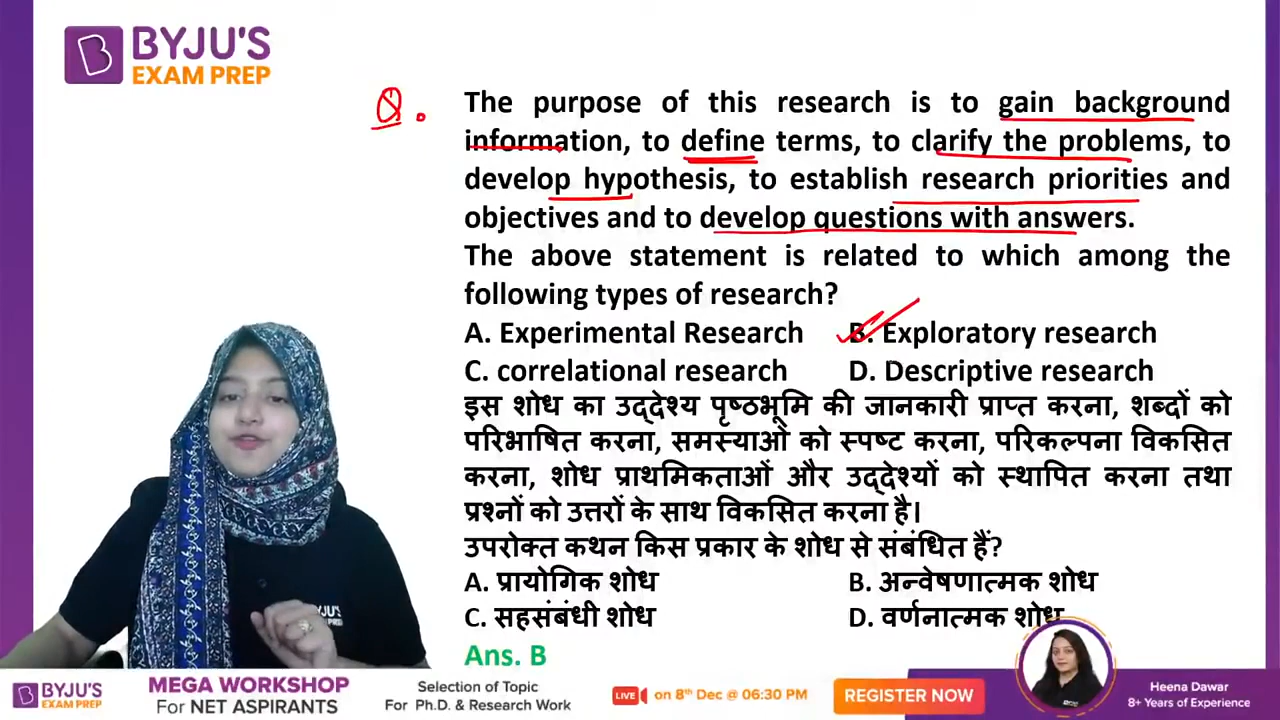 BYJU'S
EXAM PREP
Q.
The purpose of this research is to gain background
information, to define terms, to clarify the problems, to
develop hypothesis, to establish research priorities and
objectives and to develop questions with answers.
The above statement is related to which among the
following types of research?
A. Experimental Research B. Exploratory research
C. correlational research D. Descriptive research
इस शोध का उद्देश्य पृष्ठभूमि की जानकारी प्राप्त करना, शब्दों को
परिभाषित करना, समस्याओं को स्पष्ट करना, परिकल्पना विकसित
करना, शोध प्राथमिकताओं और उद्देश्यों को स्थापित करना तथा
प्रश्नों को उत्तरों के साथ विकसित करना है।
उपरोक्त कथन किस प्रकार के शोध से संबंधित हैं?
A. प्रायोगिक शोध B. अन्वेषणात्मक शोध
C. सहसंबंधी शोध D. वर्णनात्मक शोध
Ans. B
BYJU'S
BYJU'S
EXAM PREP
MEGA WORKSHOP
For NET ASPIRANTS
Selection of Topic
For Ph.D. & Research Work
LIVE on 8th Dec @ 06:30 PM
REGISTER NOW
Heena Dawar
8+ Years of Experience